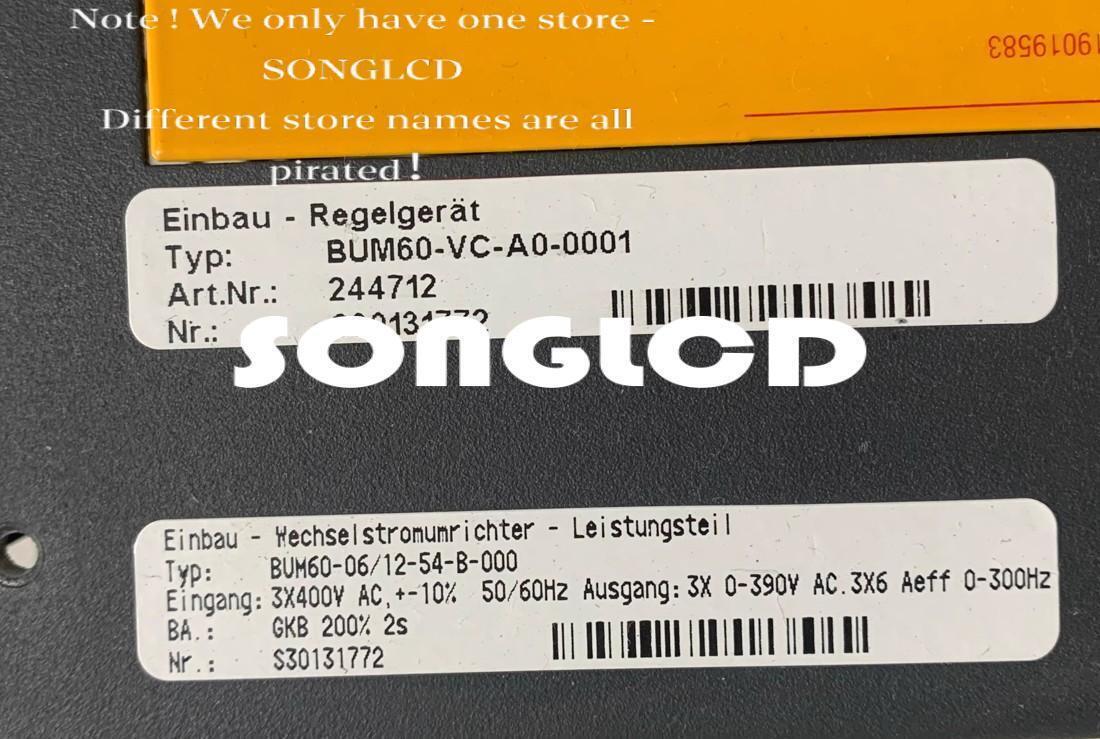 Note ! We only have one store -
SONGLCD
Different store names are all
pirated !
19019583
Einbau - Regelgerät
Typ: BUM60-VC-A0-0001
Art.Nr.: 244712
Nr.:
SONGLCD
Einbau - Wechselstromumrichter - Leistungsteil
Typ: BUM60-06/12-54-B-000
Eingang: 3X400V AC,+-10% 50/60Hz Ausgang: 3X 0-390V AC.3X6 Aeff 0-300Hz
BA.: GKB 200% 2s
Nr.: S30131772